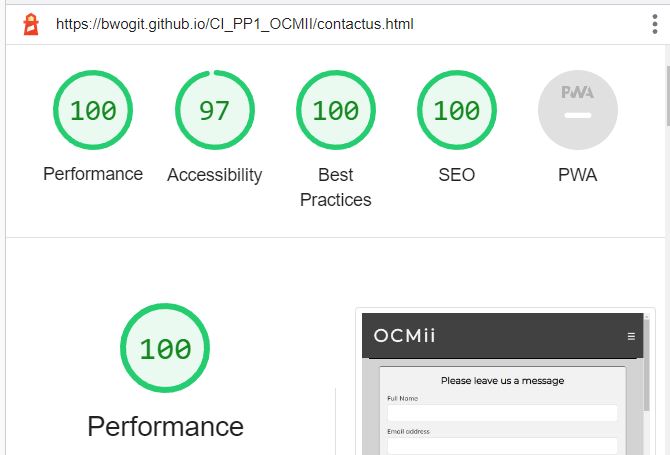 https://bwogit.github.io/CI_PP1_OCMII/contactus.html
100
97
100
100
PWA
Performance
Accessibility
Best
Practices
SEO
PWA
100
Performance
OCMii
Please leave us a message
Full Name
Email address